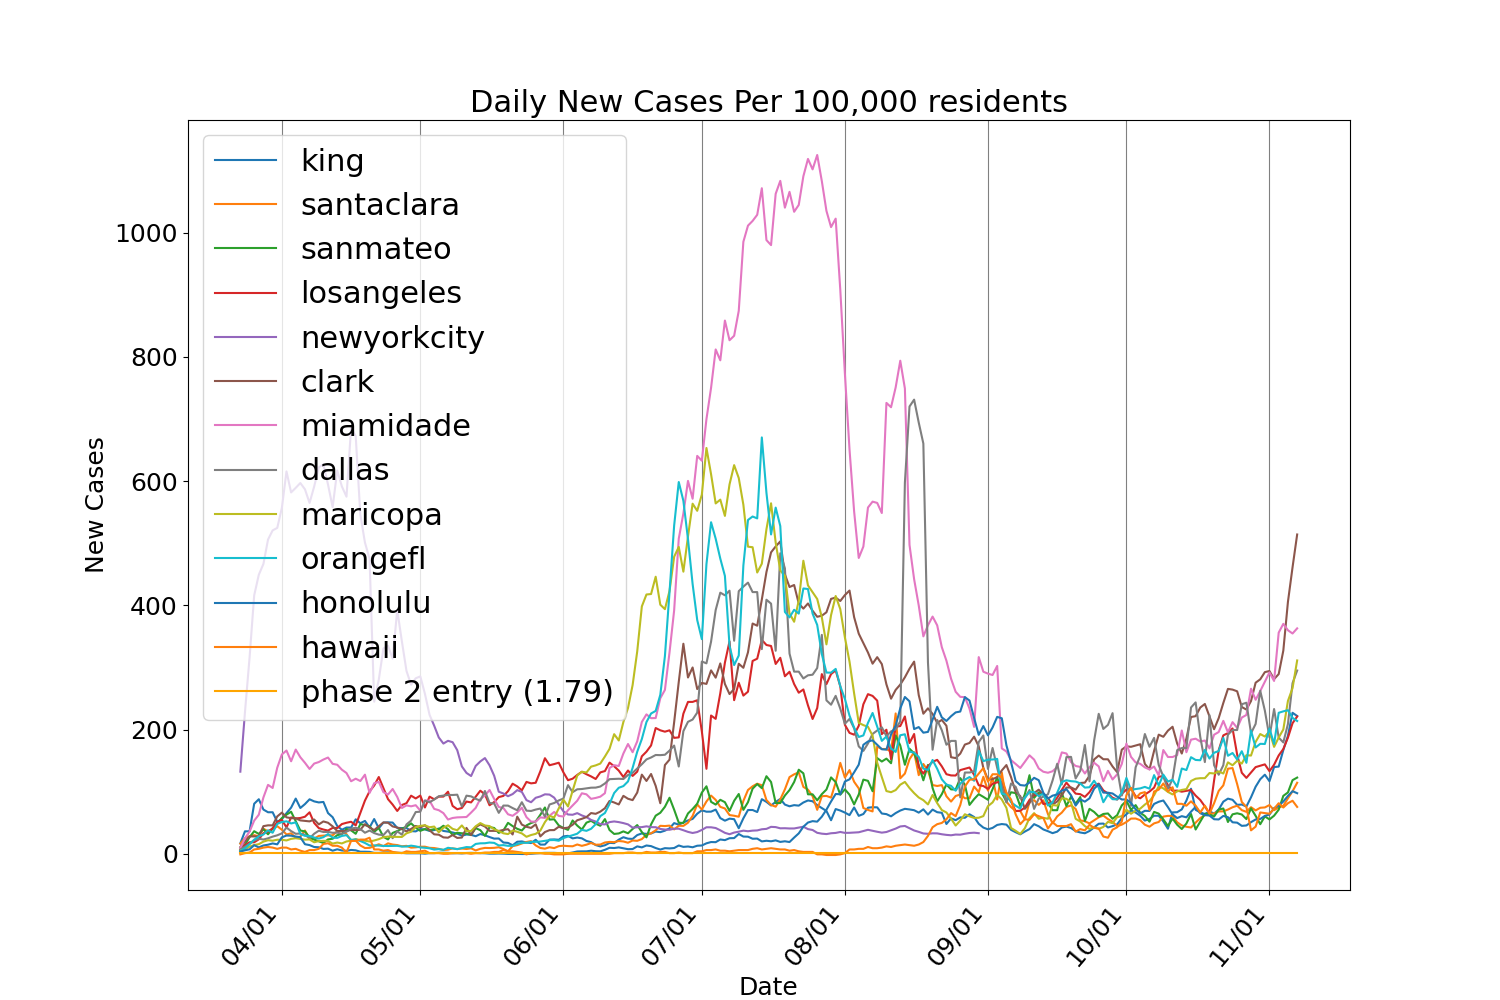 Daily New Cases Per 100,000 residents
king
santaclara
sanmateo
losangeles
newyorkcity
clark
miamidade
dallas
maricopa
orangefl
honolulu
hawaii
phase 2 entry (1.79)
New Cases
1000
800
600
400
200
0
04/01
05/01
06/01
07/01
08/01
09/01
10/01
11/01
Date